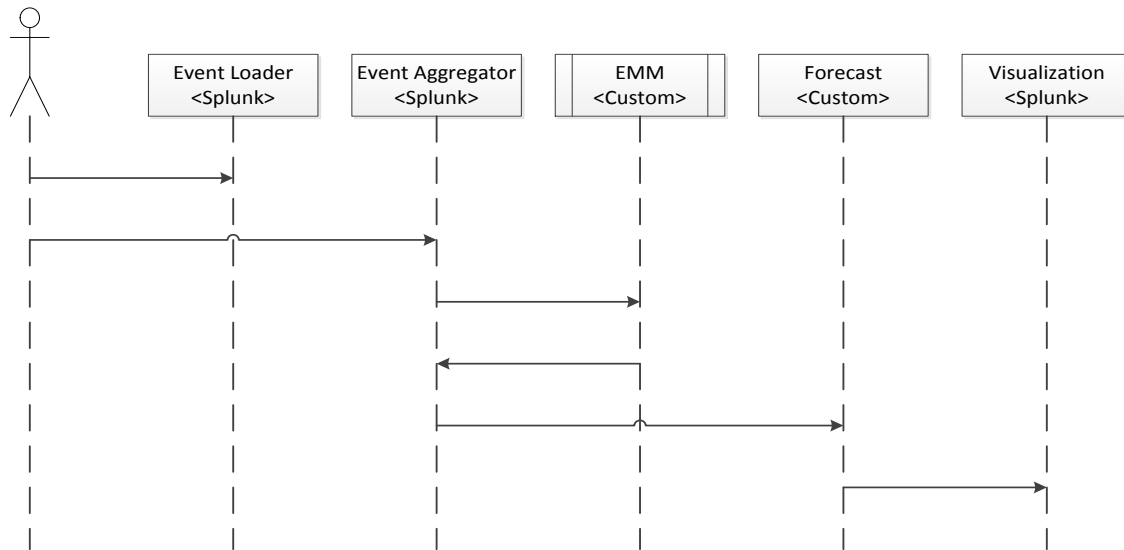 Event Loader
<Splunk>
Event Aggregator
<Splunk>
EMM
<Custom>
Forecast
<Custom>
Visualization
<Splunk>